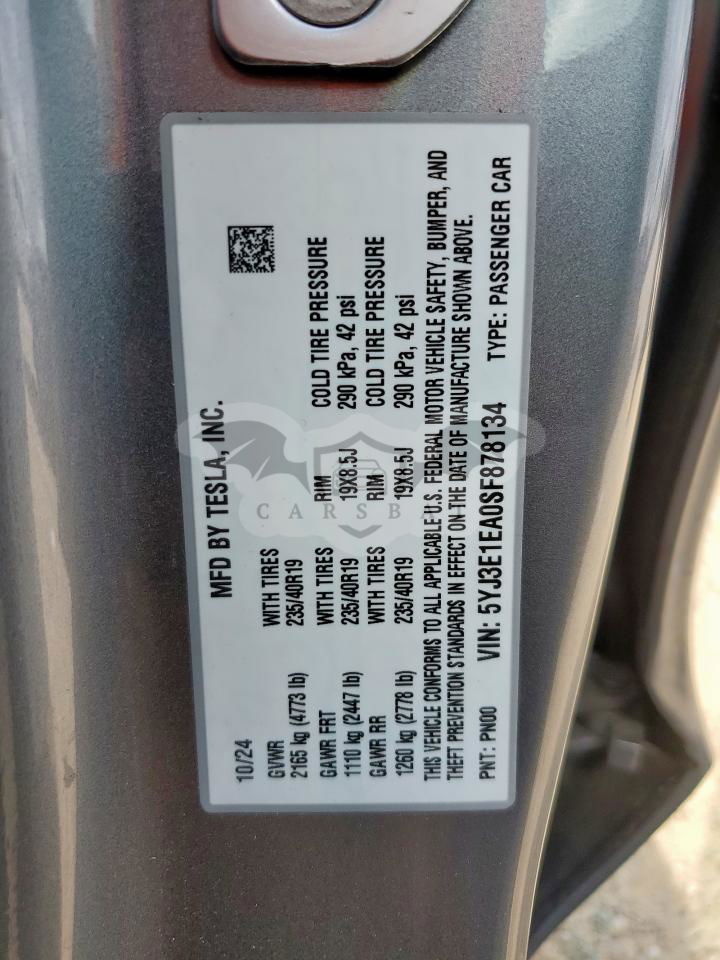 MFD BY TESLA, INC.
10/24
GVWR WITH TIRES RIM COLD TIRE PRESSURE
2165 kg (4773 lb) 235/40R19
GAWR FRT WITH TIRES RIM COLD TIRE PRESSURE
1110 kg (2447 lb) 235/40R19 19X8.5J 290 kPa, 42 psi
GAWR RR WITH TIRES RIM COLD TIRE PRESSURE
1260 kg (2778 lb) 235/40R19 19X8.5J 290 kPa, 42 psi
THIS VEHICLE CONFORMS TO ALL APPLICABLE U.S. FEDERAL MOTOR VEHICLE SAFETY, BUMPER, AND
THEFT PREVENTION STANDARDS IN EFFECT ON THE DATE OF MANUFACTURE SHOWN ABOVE.
PNT: PN00 VIN: 5YJ3E1EA0SF878134 TYPE: PASSENGER CAR